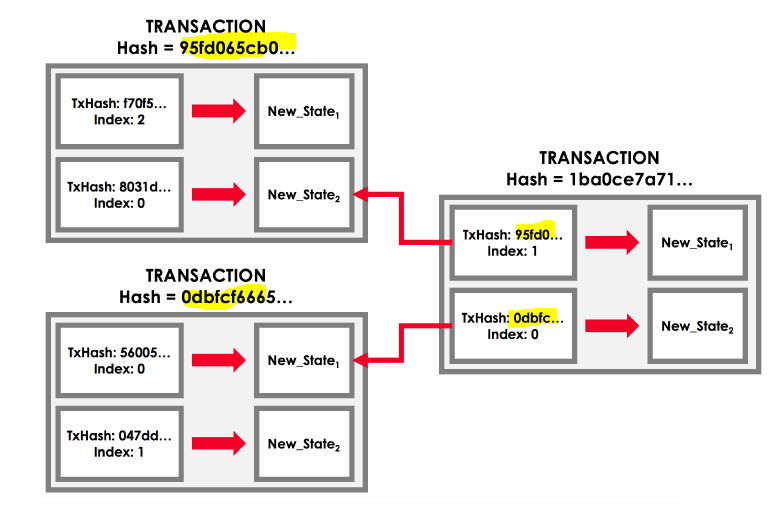 TRANSACTION
Hash = 95fd065cb0...
TxHash: f70f5...
Index: 2
New_State₁
TxHash: 8031d...
Index: 0
New_State₂
TRANSACTION
Hash = 0dbfcf6665...
TxHash: 56005...
Index: 0
New_State₁
TxHash: 047dd...
Index: 1
New_State₂
TRANSACTION
Hash = 1ba0ce7a71...
TxHash: 95fd0...
Index: 1
New_State₁
TxHash: 0dbfc...
Index: 0
New_State₂